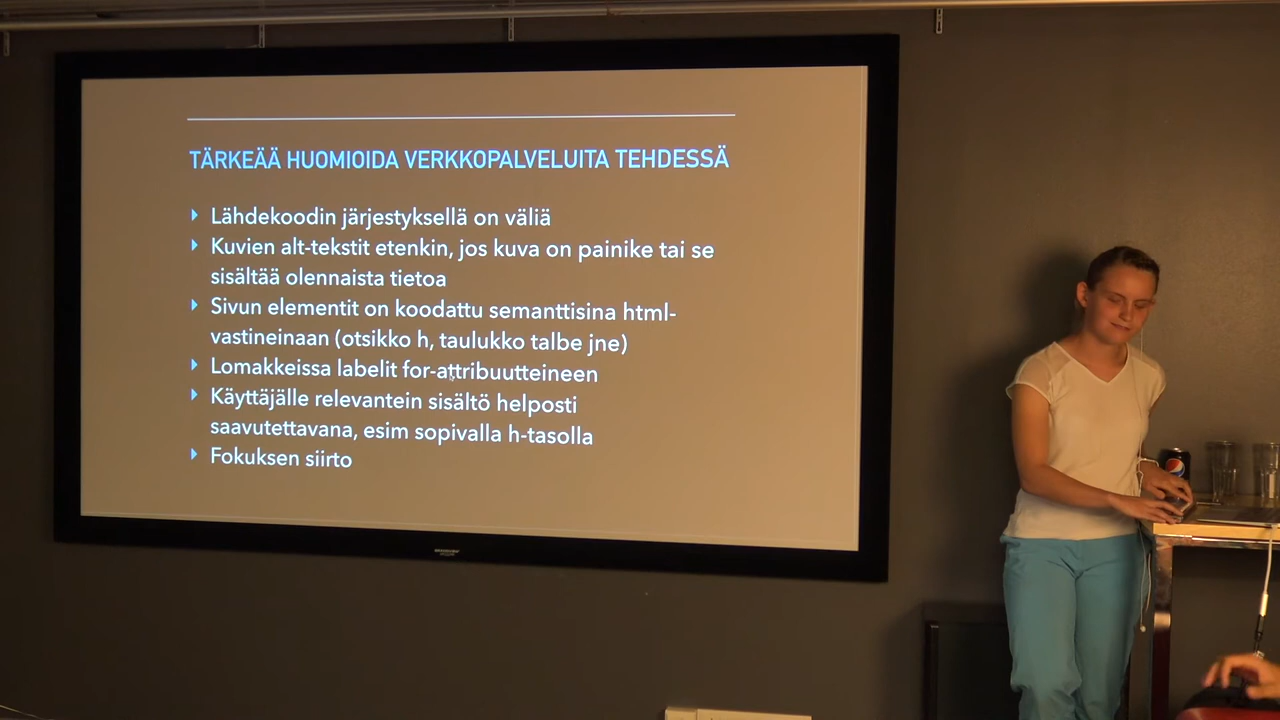 TÄRKEÄÄ HUOMIOIDA VERKKOPALVELUITA TEHDESSÄ
Lähdekoodin järjestyksellä on väliä
Kuvien alt-tekstit etenkin, jos kuva on painike tai se
sisältää olennaista tietoa
Sivun elementit on koodattu semanttisina html-
vastineinaan (otsikko h, taulukko talbe jne)
Lomakkeissa labelit for-attribuutteineen
Käyttäjälle relevantein sisältö helposti
saavutettavana, esim sopivalla h-tasolla
Fokuksen siirto